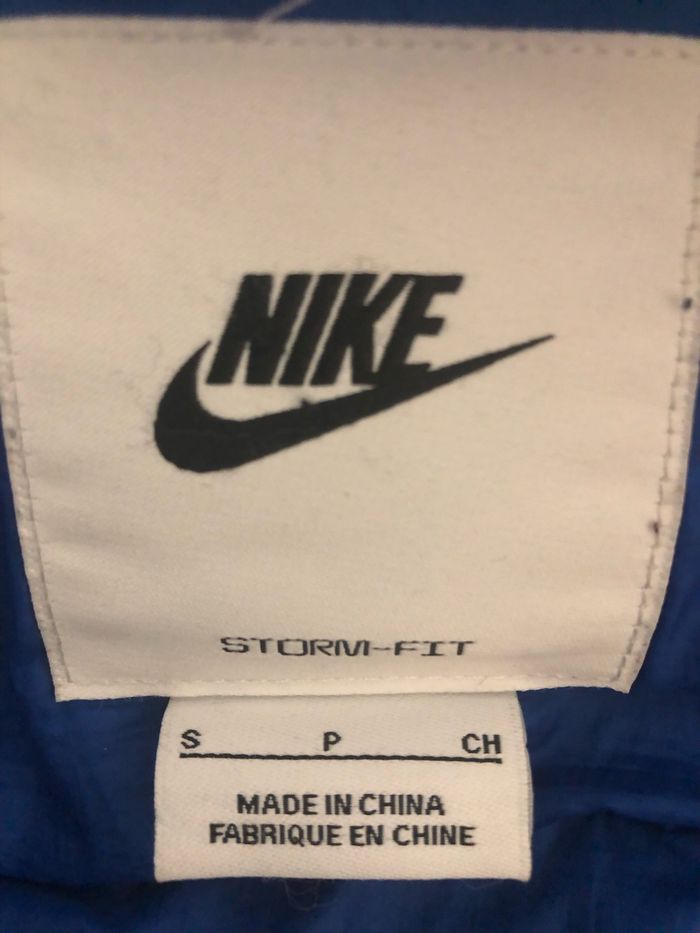 NIKE
STORM-FIT
S P CH
MADE IN CHINA
FABRIQUE EN CHINE